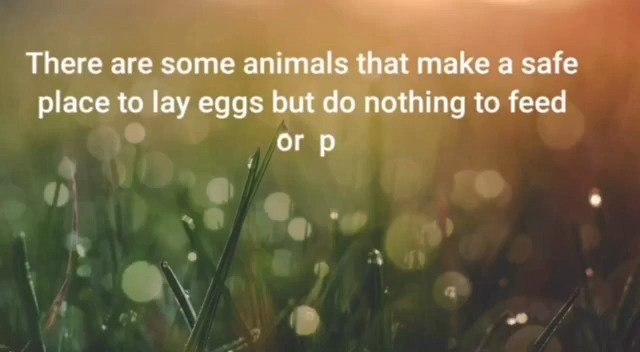 There are some animals that make a safe
place to lay eggs but do nothing to feed
or p